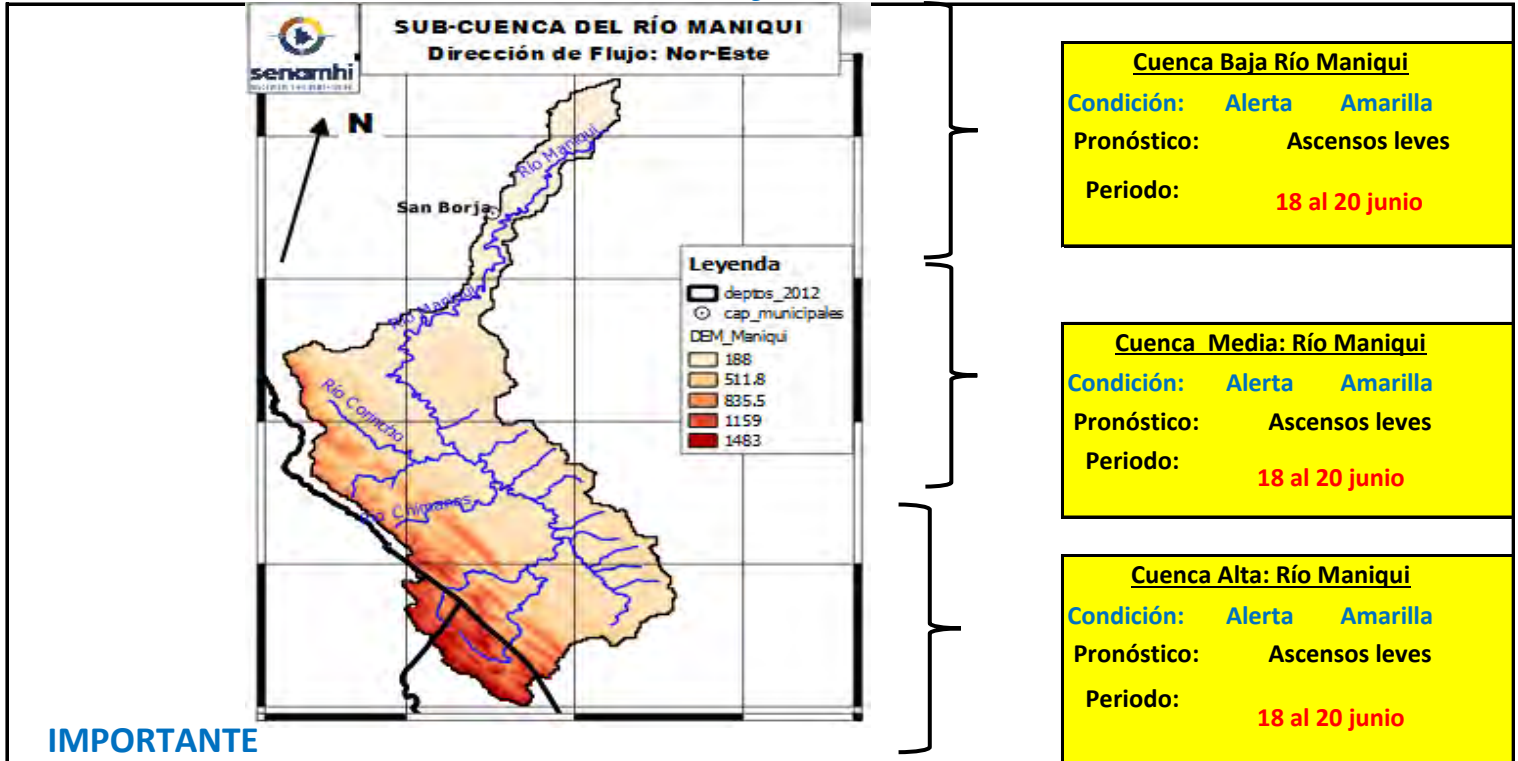 SUB-CUENCA DEL RÍO MANIQUI
Dirección de Flujo: Nor-Este
senamhi
N
Río Maniqui
San Borja
Río Maniqui
Río Corincho
Río Chimanes
Leyenda
deptos_2012
cap_municipales
DEM_Maniqui
188
511.8
835.5
1159
1483
Cuenca Baja Río Maniqui
Condición: Alerta Amarilla
Pronóstico: Ascensos leves
Periodo: 18 al 20 junio
Cuenca Media: Río Maniqui
Condición: Alerta Amarilla
Pronóstico: Ascensos leves
Periodo: 18 al 20 junio
Cuenca Alta: Río Maniqui
Condición: Alerta Amarilla
Pronóstico: Ascensos leves
Periodo: 18 al 20 junio
IMPORTANTE